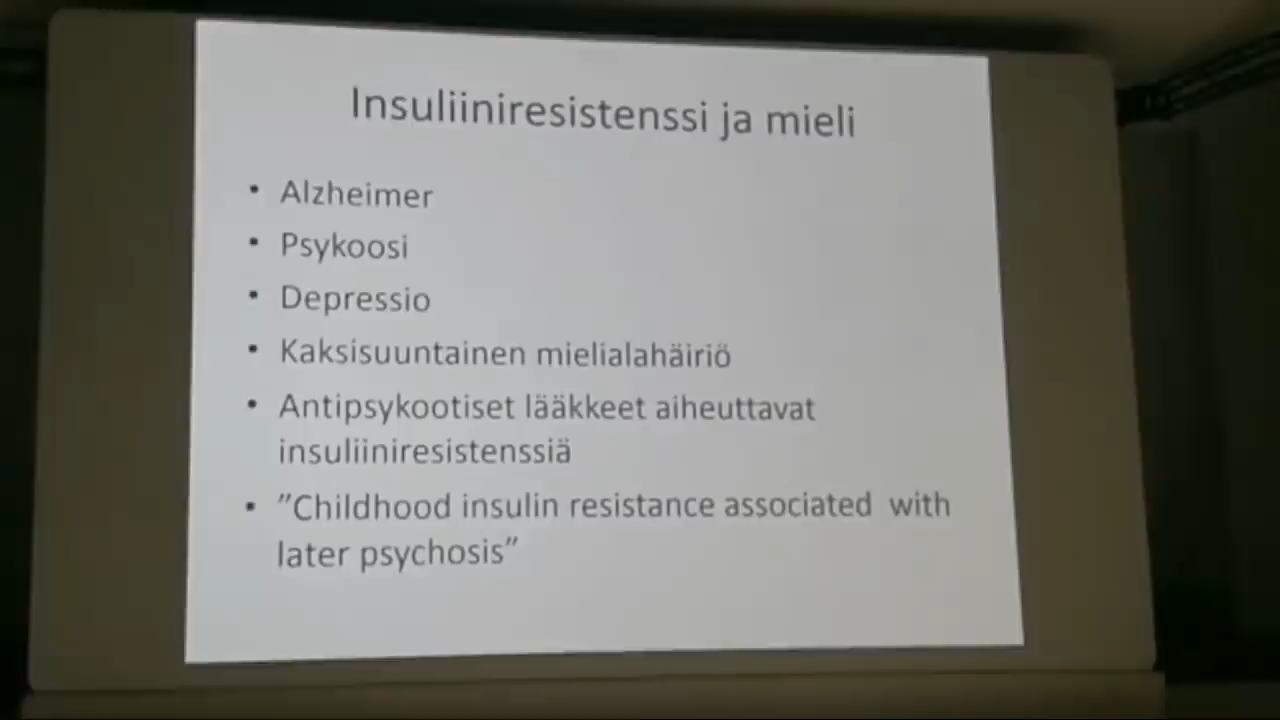 Insuliiniresistenssi ja mieli
• Alzheimer
• Psykoosi
• Depressio
• Kaksisuuntainen mielialahäiriö
• Antipsykootiset lääkkeet aiheuttavat
insuliiniresistenssiä
• ”Childhood insulin resistance associated with
later psychosis”